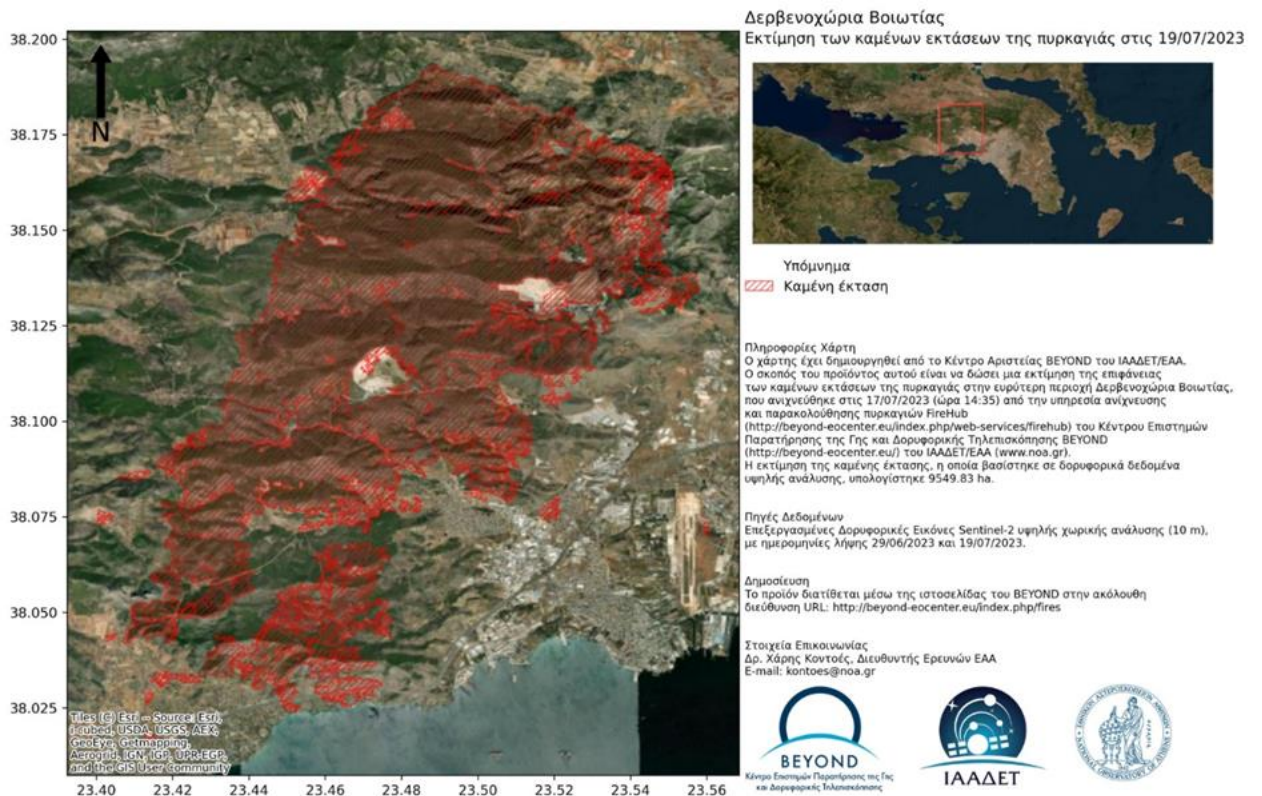 Δερβενοχώρια Βοιωτίας
Εκτίμηση των καμένων εκτάσεων της πυρκαγιάς στις 19/07/2023
38.200
38.175
38.150
38.125
38.100
38.075
38.050
38.025
N
23.40 23.42 23.44 23.46 23.48 23.50 23.52 23.54 23.56
Tiles (C) Esri -- Source: Esri,
i-cubed, USDA, USGS, AEX,
GeoEye, Getmapping,
Aerogrid, IGN, IGP, UPR-EGP,
and the GIS User Community
Υπόμνημα
Καμένη έκταση
Πληροφορίες Χάρτη
Ο χάρτης έχει δημιουργηθεί από το Κέντρο Αριστείας BEYOND του ΙΑΑΔΕΤ/ΕΑΑ.
Ο σκοπός του προϊόντος αυτού είναι να δώσει μια εκτίμηση της επιφάνειας
των καμένων εκτάσεων της πυρκαγιάς στην ευρύτερη περιοχή Δερβενοχώρια Βοιωτίας,
που ανιχνεύθηκε στις 17/07/2023 (ώρα 14:35) από την υπηρεσία ανίχνευσης
και παρακολούθησης πυρκαγιών FireHub
(http://beyond-eocenter.eu/index.php/web-services/firehub) του Κέντρου Επιστημών
Παρατήρησης της Γης και Δορυφορικής Τηλεπισκόπησης BEYOND
(http://beyond-eocenter.eu/) του ΙΑΑΔΕΤ/ΕΑΑ (www.noa.gr).
Η εκτίμηση της καμένης έκτασης, η οποία βασίστηκε σε δορυφορικά δεδομένα
υψηλής ανάλυσης, υπολογίστηκε 9549.83 ha.
Πηγές Δεδομένων
Επεξεργασμένες Δορυφορικές Εικόνες Sentinel-2 υψηλής χωρικής ανάλυσης (10 m),
με ημερομηνίες λήψης 29/06/2023 και 19/07/2023.
Δημοσίευση
Το προϊόν διατίθεται μέσω της ιστοσελίδας του BEYOND στην ακόλουθη
διεύθυνση URL: http://beyond-eocenter.eu/index.php/fires
Στοιχεία Επικοινωνίας
Δρ. Χάρης Κοντοές, Διευθυντής Ερευνών ΕΑΑ
E-mail: kontoes@noa.gr
BEYOND
Κέντρο Επιστημών Παρατήρησης της Γης
και Δορυφορικής Τηλεπισκόπησης
ΙΑΑΔΕΤ